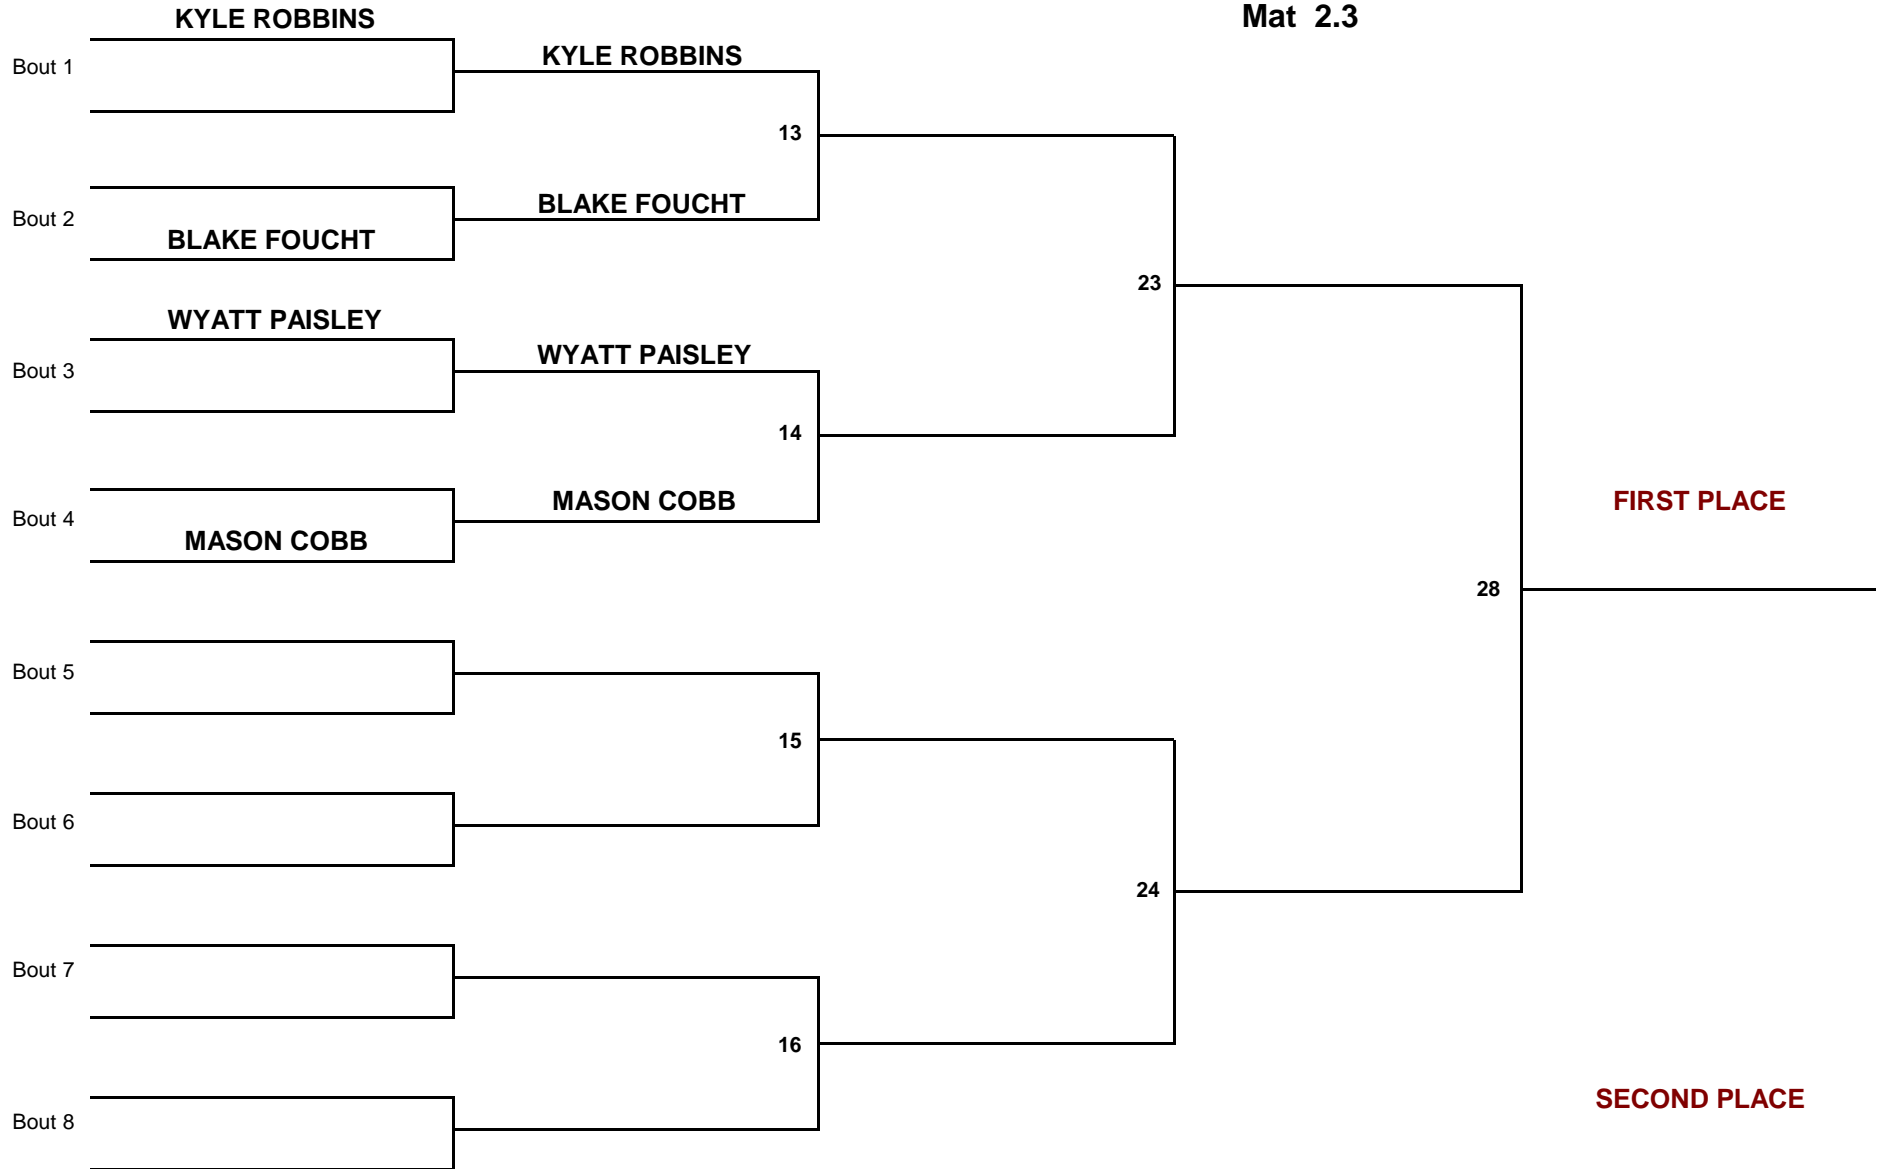 KYLE ROBBINS
Mat 2.3
Bout 1
KYLE ROBBINS
13
Bout 2
BLAKE FOUCHT
BLAKE FOUCHT
23
WYATT PAISLEY
Bout 3
WYATT PAISLEY
14
Bout 4
MASON COBB
MASON COBB
FIRST PLACE
28
Bout 5
15
Bout 6
24
Bout 7
16
Bout 8
SECOND PLACE